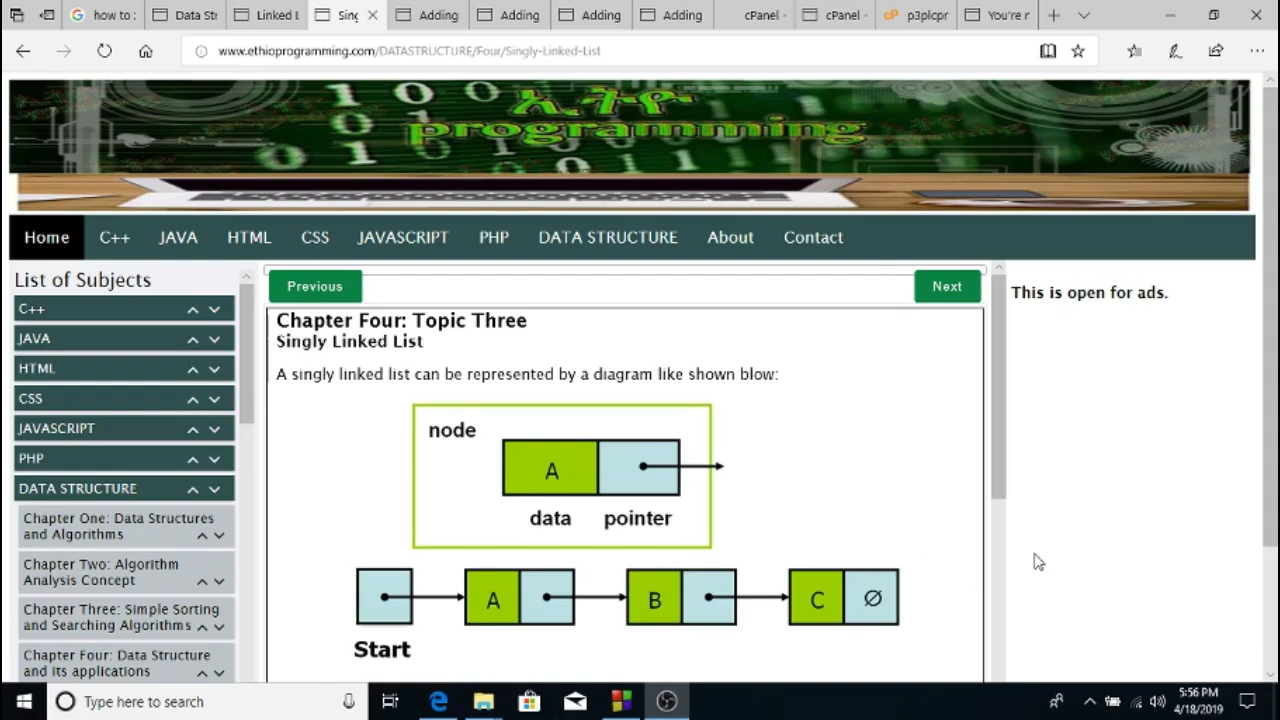 how to :
Data Str
Linked L
Sing
Adding
Adding
Adding
Adding
cPanel -
cPanel -
cP p3plcpr
You're r
www.ethioprogramming.com/DATASTRUCTURE/Four/Singly-Linked-List
ኢትዮ
programming
Home C++ JAVA HTML CSS JAVASCRIPT PHP DATA STRUCTURE About Contact
List of Subjects
C++
JAVA
HTML
CSS
JAVASCRIPT
PHP
DATA STRUCTURE
Chapter One: Data Structures
and Algorithms
Chapter Two: Algorithm
Analysis Concept
Chapter Three: Simple Sorting
and Searching Algorithms
Chapter Four: Data Structure
and its applications
Previous
Next
Chapter Four: Topic Three
Singly Linked List
A singly linked list can be represented by a diagram like shown blow:
node
A
data pointer
A B C ∅
Start
This is open for ads.
Type here to search
5:56 PM
4/18/2019